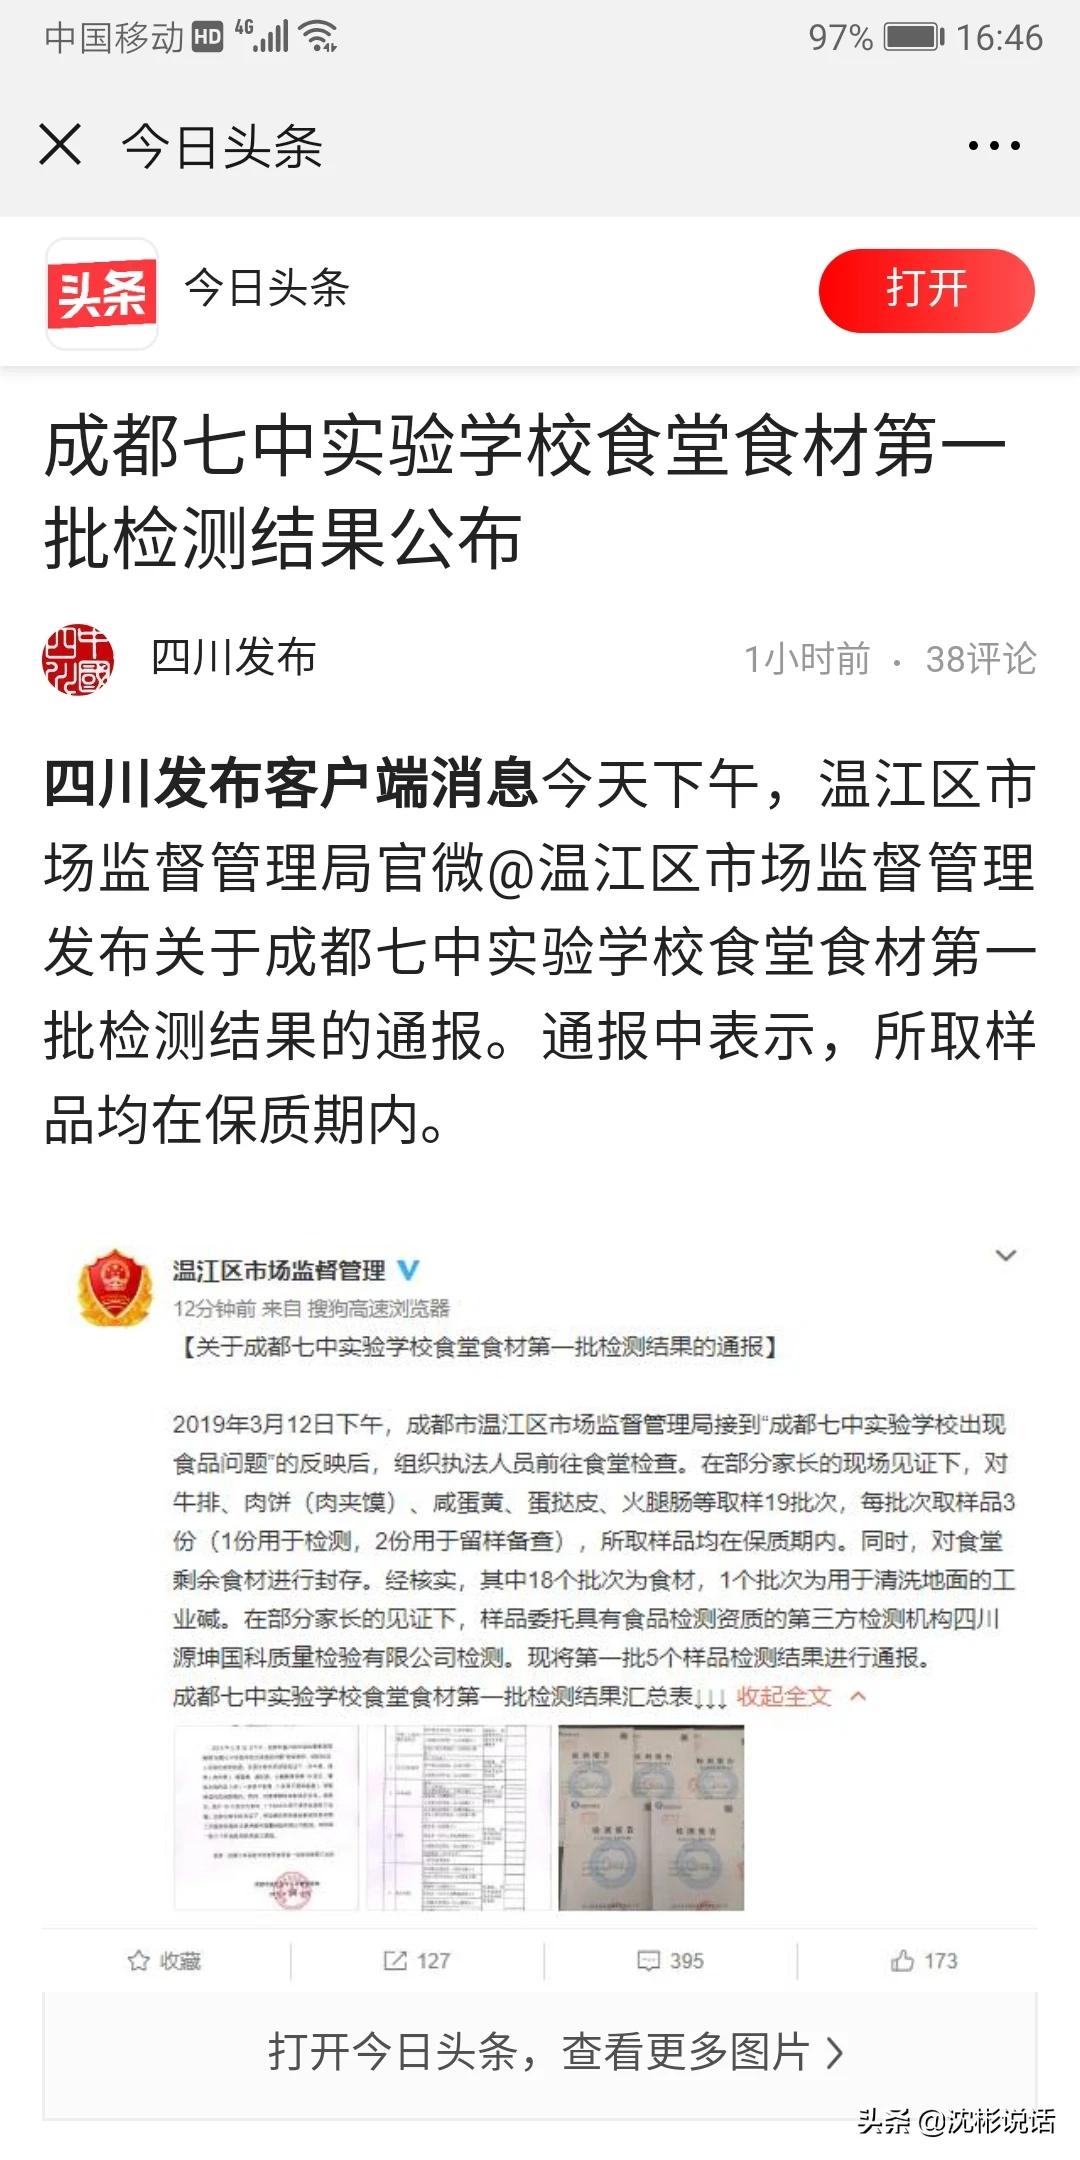 中国移动 HD 4G 97% 16:46
今日头条
头条 今日头条 打开
成都七中实验学校食堂食材第一
批检测结果公布
四川发布 1小时前 · 38评论
四川发布客户端消息今天下午，温江区市
场监督管理局官微@温江区市场监督管理
发布关于成都七中实验学校食堂食材第一
批检测结果的通报。通报中表示，所取样
品均在保质期内。
温江区市场监督管理 V
12分钟前 来自 搜狗高速浏览器
【关于成都七中实验学校食堂食材第一批检测结果的通报】
2019年3月12日下午，成都市温江区市场监督管理局接到“成都七中实验学校出现
食品问题”的反映后，组织执法人员前往食堂检查。在部分家长的现场见证下，对
牛排、肉饼（肉夹馍）、咸蛋黄、蛋挞皮、火腿肠等取样19批次，每批次取样品3
份（1份用于检测，2份用于留样备查），所取样品均在保质期内。同时，对食堂
剩余食材进行封存。经核实，其中18个批次为食材，1个批次为用于清洗地面的工
业碱。在部分家长的见证下，样品委托具有食品检测资质的第三方检测机构四川
源坤国科质量检验有限公司检测。现将第一批5个样品检测结果进行通报。
成都七中实验学校食堂食材第一批检测结果汇总表↓↓↓ 收起全文
检测报告 检测报告
收藏 127 395 173
打开今日头条，查看更多图片
头条 @沈彬说话